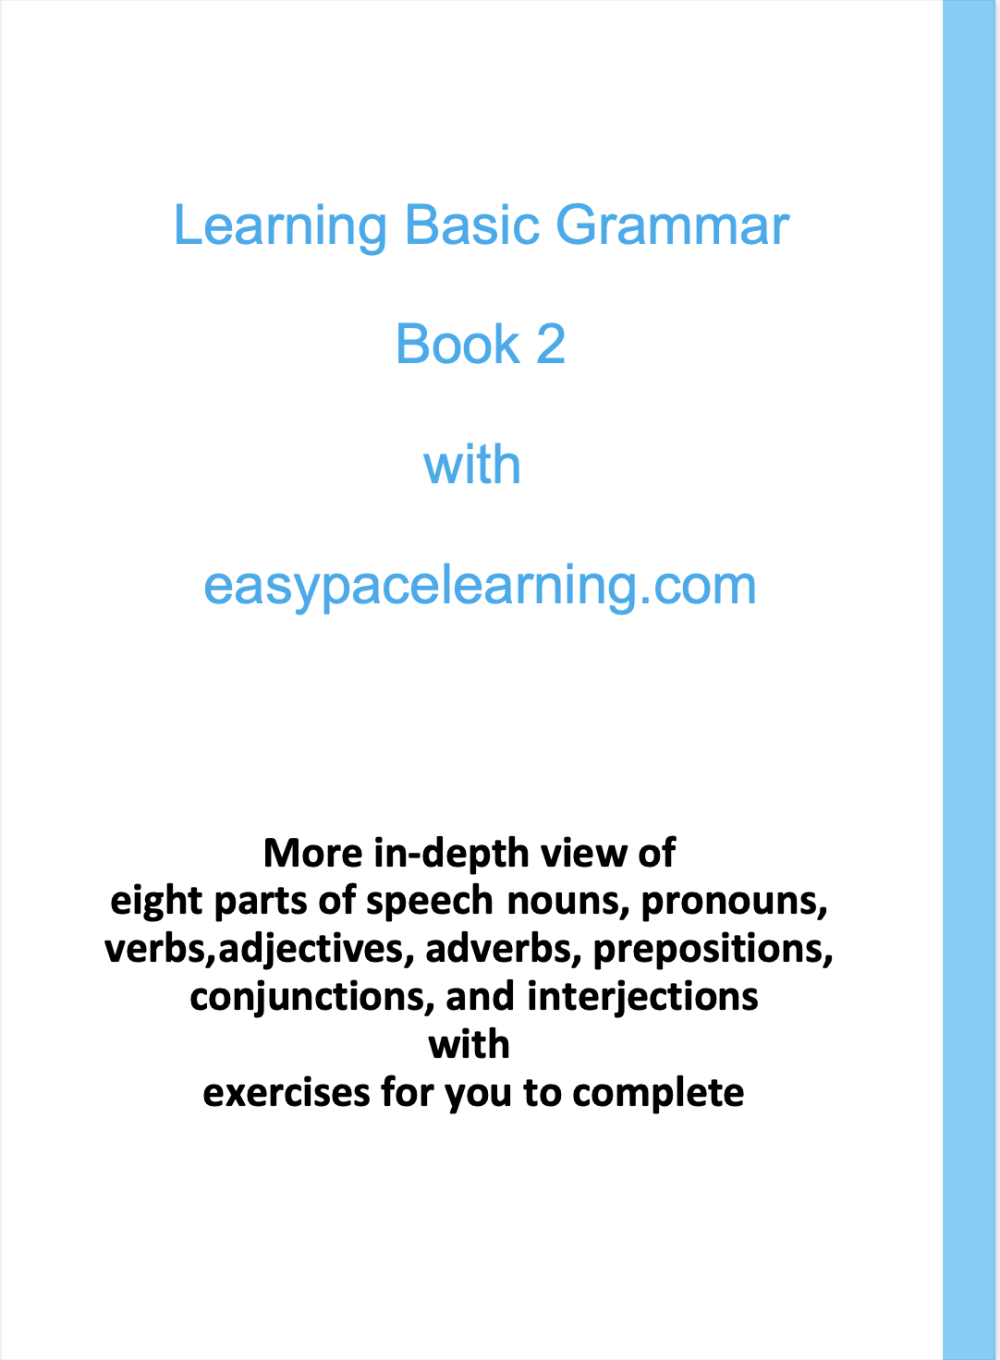 Learning Basic Grammar
Book 2
with
easypacelearning.com
More in-depth view of
eight parts of speech nouns, pronouns,
verbs,adjectives, adverbs, prepositions,
conjunctions, and interjections
with
exercises for you to complete